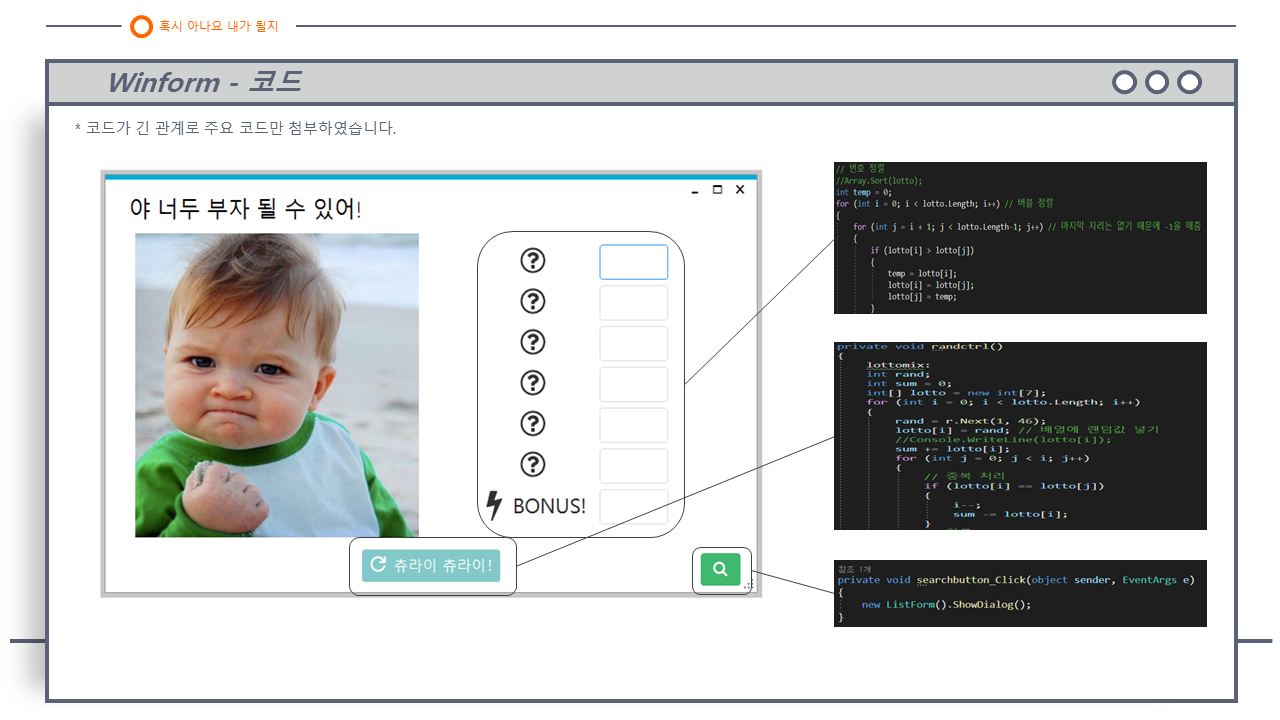 혹시 아나요 내가 될지
Winform - 코드
* 코드가 긴 관계로 주요 코드만 첨부하였습니다.
야 너두 부자 될 수 있어!
BONUS!
츄라이 츄라이!
// 번호 정렬
//Array.Sort(lotto);
int temp = 0;
for (int i = 0; i < lotto.Length; i++) // 버블 정렬
{
for (int j = i + 1; j < lotto.Length-1; j++) // 마지막 자리는 없기 때문에 -1을 해줌
{
if (lotto[i] > lotto[j])
{
temp = lotto[i];
lotto[i] = lotto[j];
lotto[j] = temp;
}
private void randctrl()
{
lottomix:
int rand;
int sum = 0;
int[] lotto = new int[7];
for (int i = 0; i < lotto.Length; i++)
{
rand = r.Next(1, 46);
lotto[i] = rand; // 배열에 랜덤값 넣기
//Console.WriteLine(lotto[i]);
sum += lotto[i];
for (int j = 0; j < i; j++)
{
// 중복 처리
if (lotto[i] == lotto[j])
{
i--;
sum -= lotto[i];
}
참조 1개
private void searchbutton_Click(object sender, EventArgs e)
{
new ListForm().ShowDialog();
}